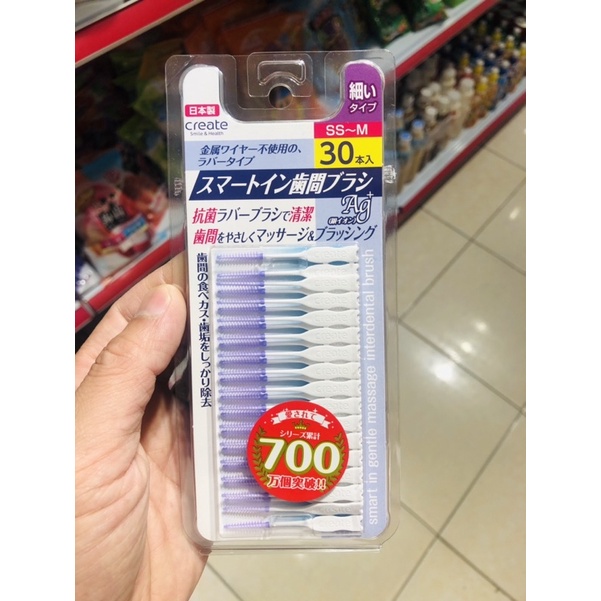 細い
タイプ
日本製
create
Smile & Health
SS~M
30本入
金属ワイヤー不使用の、
ラバータイプ
スマートイン歯間ブラシ
抗菌ラバーブラシで清潔
Ag+
(銀イオン)
歯間をやさしくマッサージ&ブラッシング
歯間の食べカス・歯垢をしっかり除去
smart in gentle massage interdental brush
愛されて
シリーズ累計
700
万個突破!!